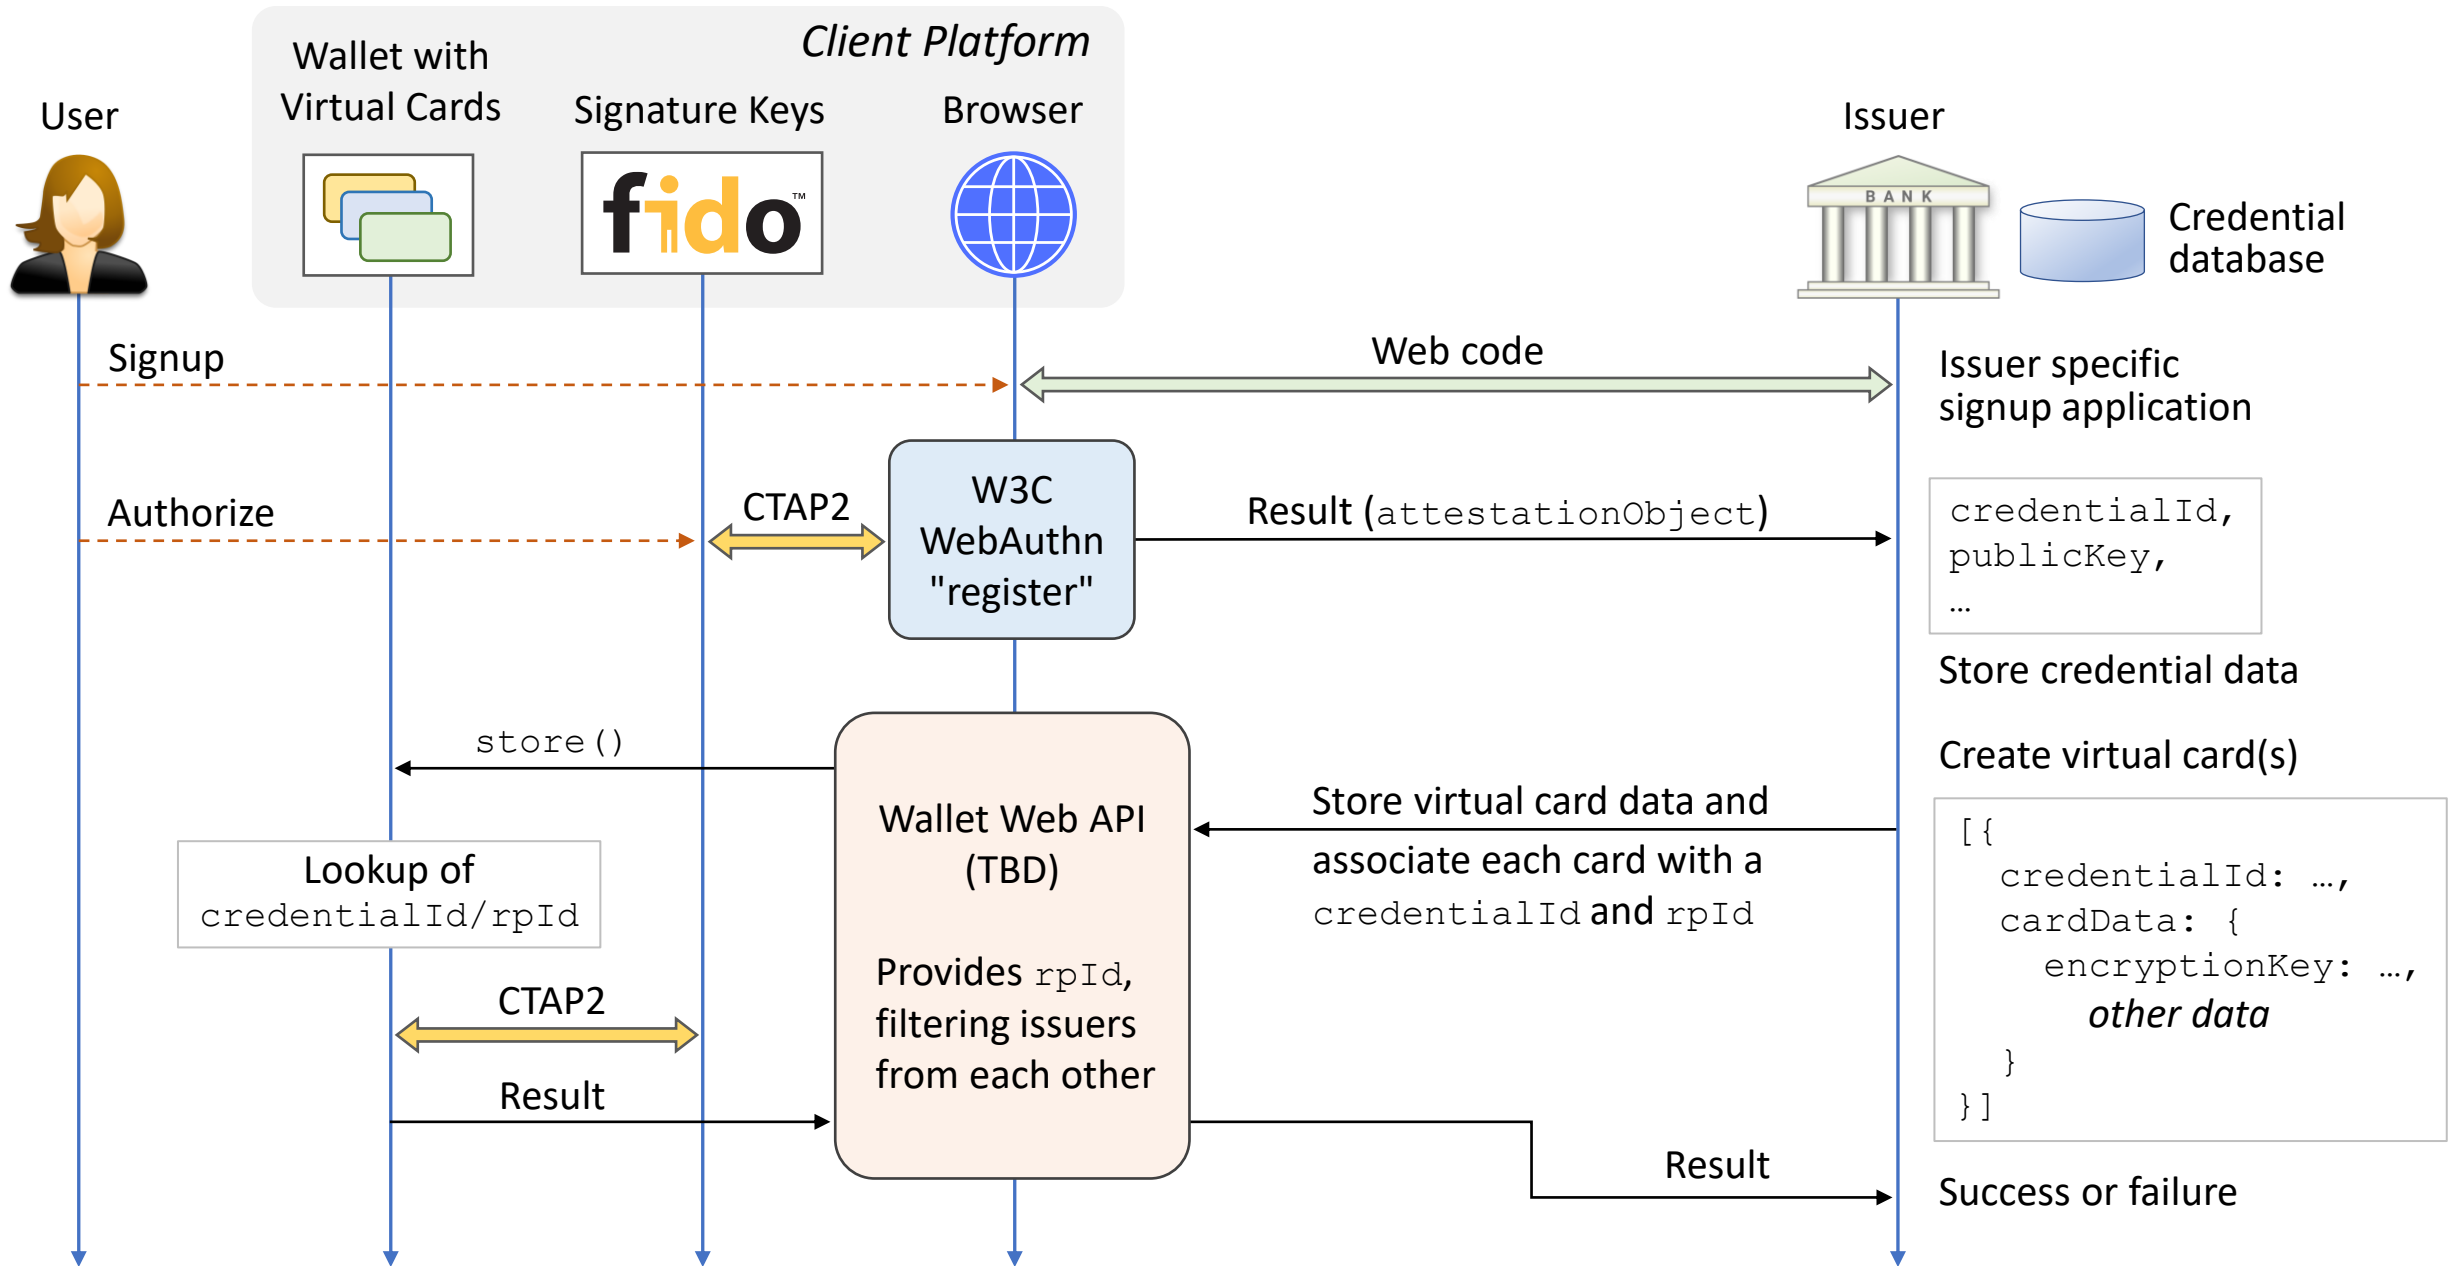 Client Platform
User
Wallet with
Virtual Cards
Signature Keys
Browser
Issuer
fido™
BANK
Credential
database
Signup
Web code
Issuer specific
signup application
Authorize
CTAP2
W3C
WebAuthn
"register"
Result (attestationObject)
credentialId,
publicKey,
…
Store credential data
store()
Wallet Web API
(TBD)
Provides rpId,
filtering issuers
from each other
Store virtual card data and
associate each card with a
credentialId and rpId
Create virtual card(s)
[{
credentialId: …,
cardData: {
encryptionKey: …,
other data
}
}]
Lookup of
credentialId/rpId
CTAP2
Result
Result
Success or failure